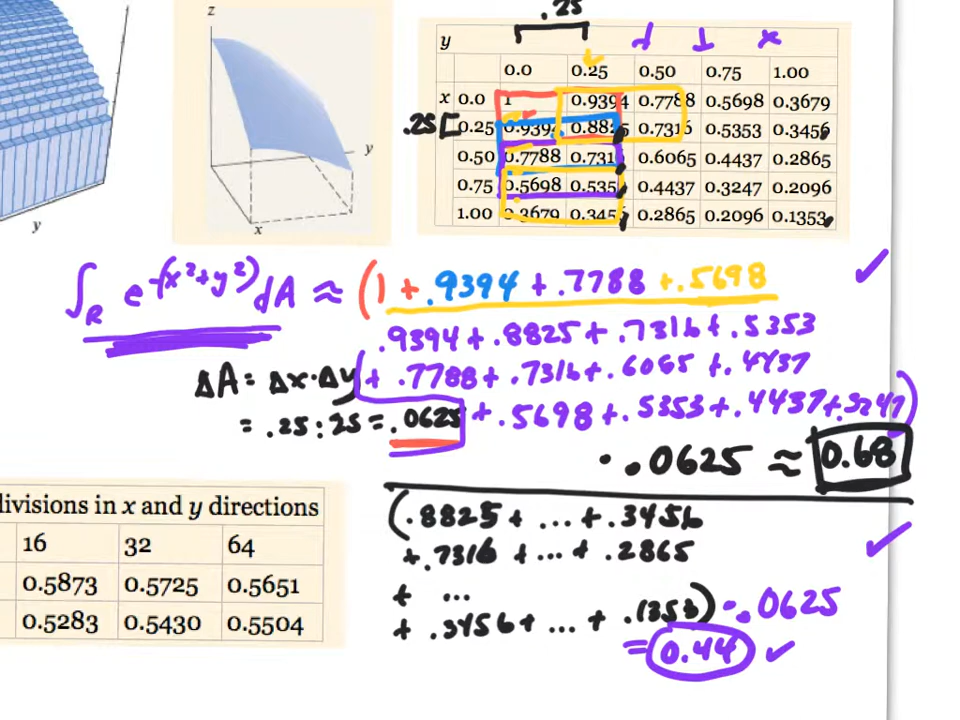 .25
z
y
x
y
y
0.0 0.25 0.50 0.75 1.00
x 0.0 1 0.9394 0.7788 0.5698 0.3679
.25 0.25 0.9394 0.8825 0.7316 0.5353 0.3456
0.50 0.7788 0.7316 0.6065 0.4437 0.2865
0.75 0.5698 0.535 0.4437 0.3247 0.2096
1.00 0.3679 0.345 0.2865 0.2096 0.1353
∫R e^-(x²+y²) dA ≈ (1 + .9394 + .7788 + .5698
.9394 + .8825 + .7316 + .5353
ΔA = Δx·Δy + .7788 + .7316 + .6065 + .4437
= .25 · .25 = .0625 + .5698 + .5353 + .4437 + .3247)
· .0625 ≈ 0.68
(.8825 + ... + .3456
+ .7316 + ... + .2865
+ ...
+ .3456 + ... + .1353) · .0625
= 0.44
divisions in x and y directions
16 32 64
0.5873 0.5725 0.5651
0.5283 0.5430 0.5504